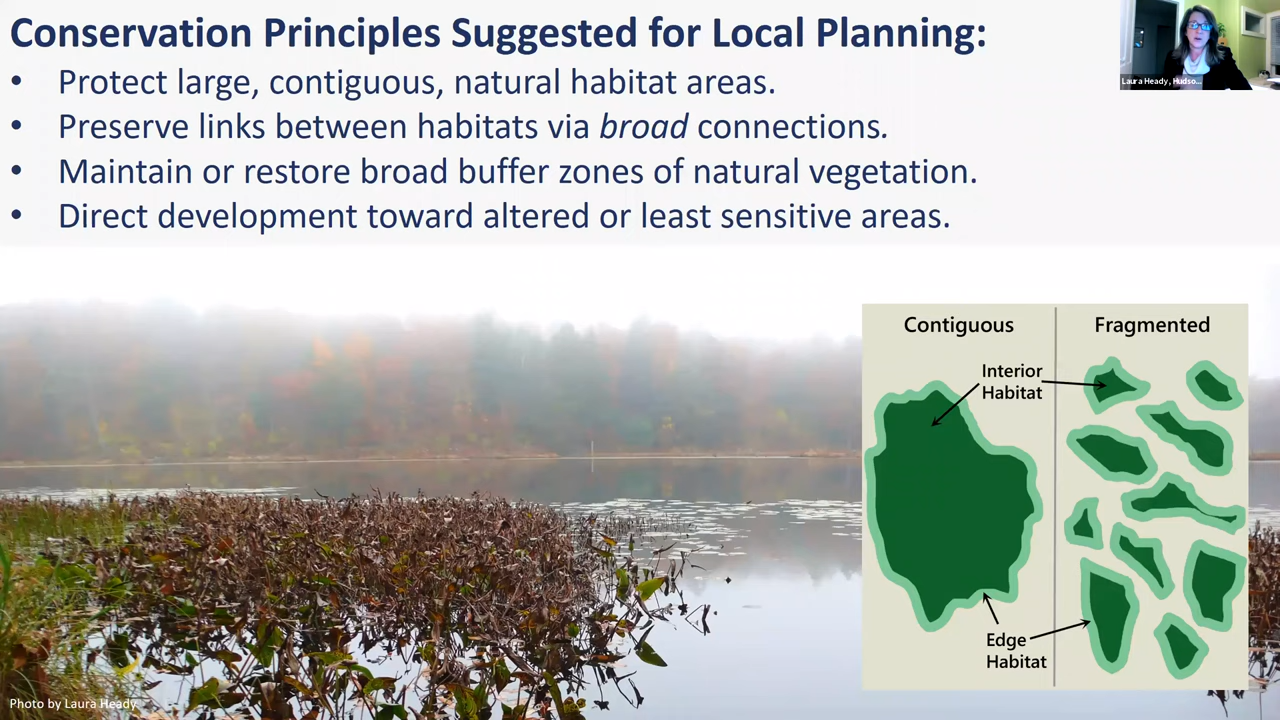 Conservation Principles Suggested for Local Planning:
• Protect large, contiguous, natural habitat areas.
• Preserve links between habitats via broad connections.
• Maintain or restore broad buffer zones of natural vegetation.
• Direct development toward altered or least sensitive areas.
Laura Heady, Hudso...
Contiguous
Fragmented
Interior
Habitat
Edge
Habitat
Photo by Laura Heady